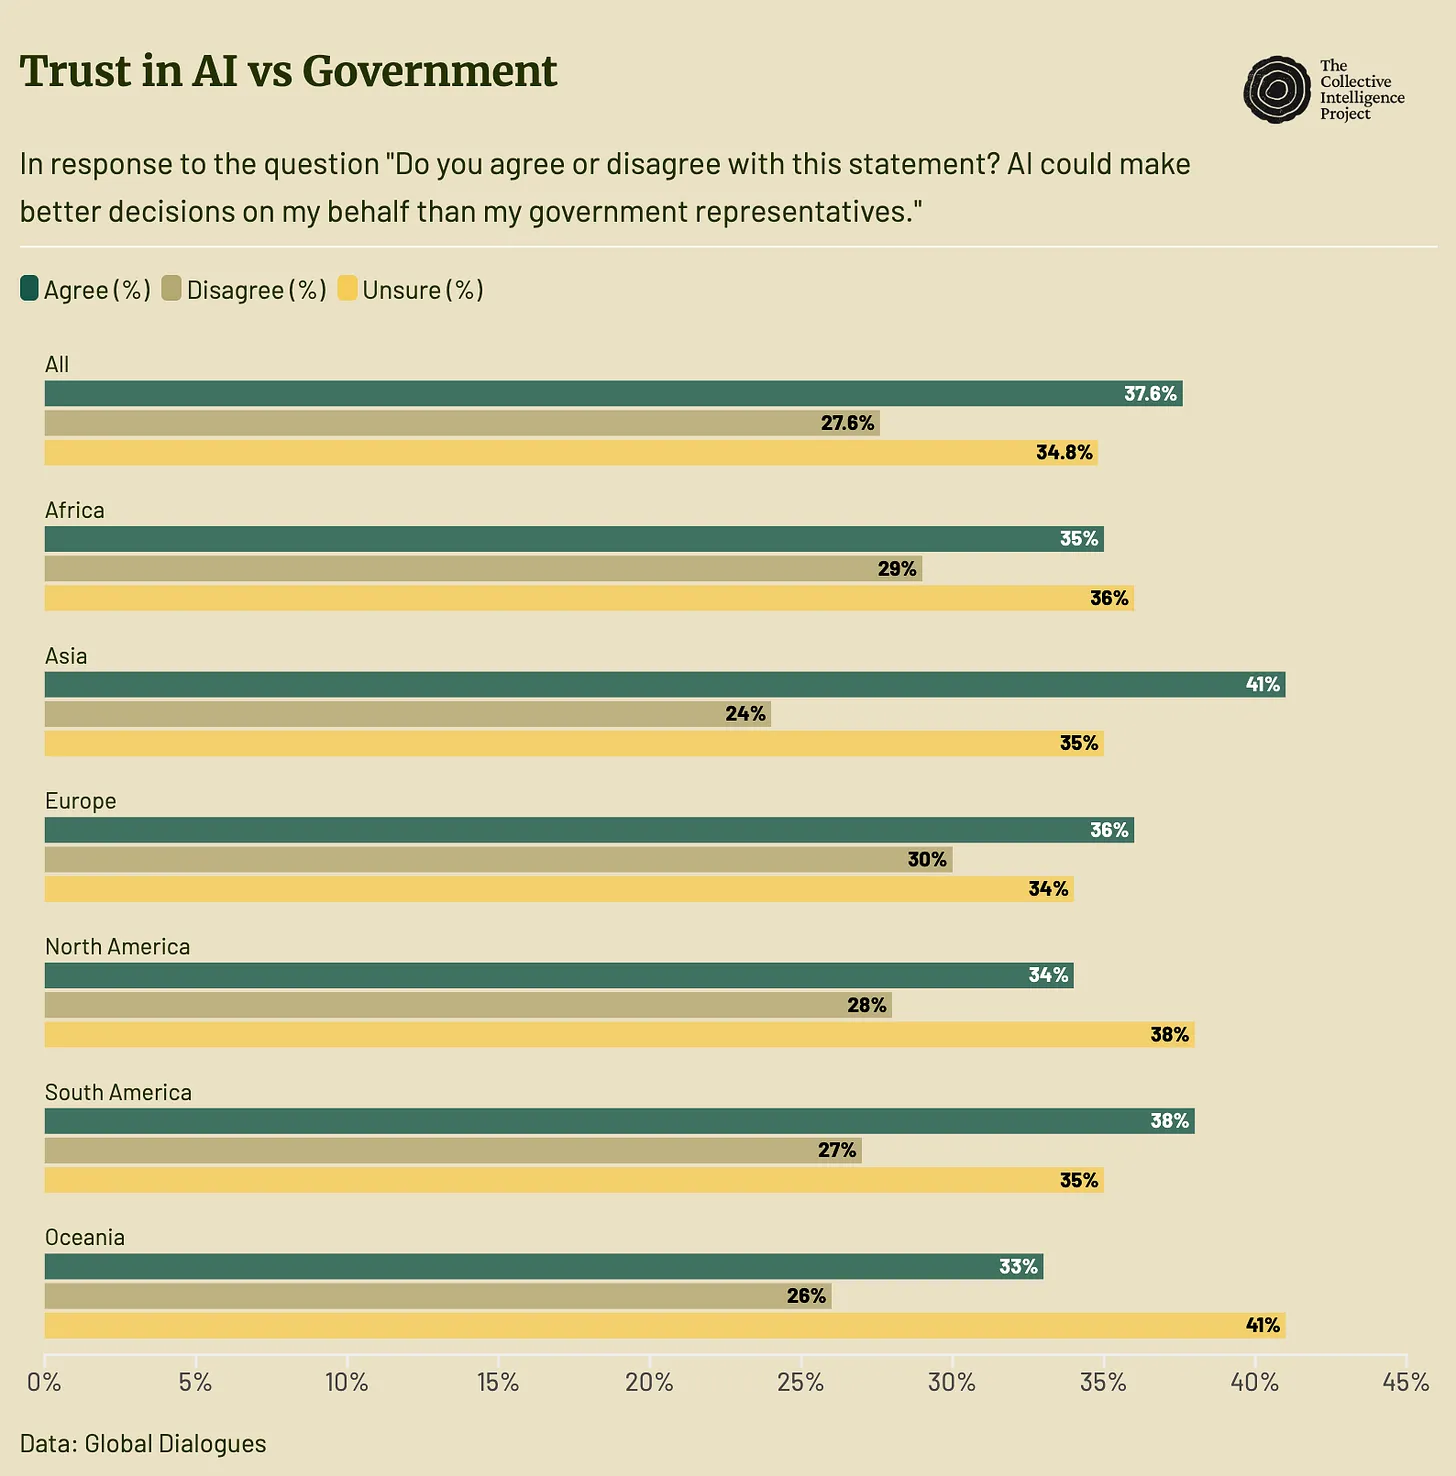 Trust in AI vs Government
The
Collective
Intelligence
Project
In response to the question "Do you agree or disagree with this statement? AI could make
better decisions on my behalf than my government representatives."
Agree (%) Disagree (%) Unsure (%)
All
37.6%
27.6%
34.8%
Africa
35%
29%
36%
Asia
41%
24%
35%
Europe
36%
30%
34%
North America
34%
28%
38%
South America
38%
27%
35%
Oceania
33%
26%
41%
0% 5% 10% 15% 20% 25% 30% 35% 40% 45%
Data: Global Dialogues